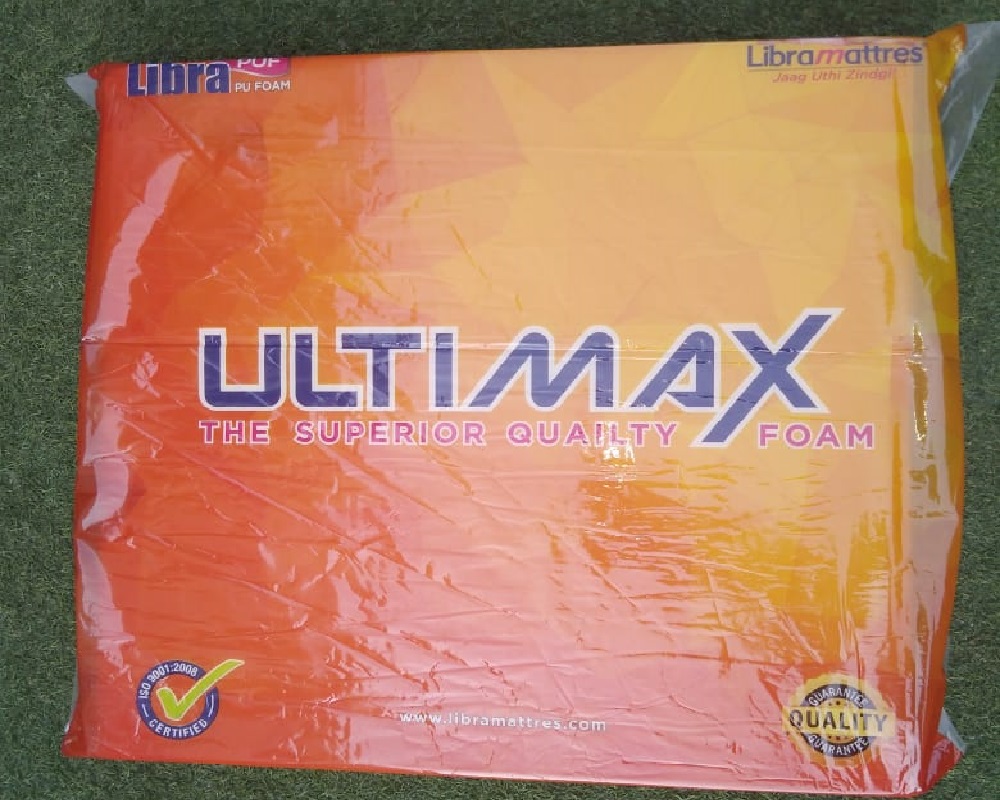 Libra PUF
PU FOAM
Libramattres
Jaag Uthi Zindgi
ULTIMAX
THE SUPERIOR QUAILTY FOAM
ISO 9001:2008
CERTIFIED
www.libramattres.com
GUARANTEE
QUALITY
GUARANTEE